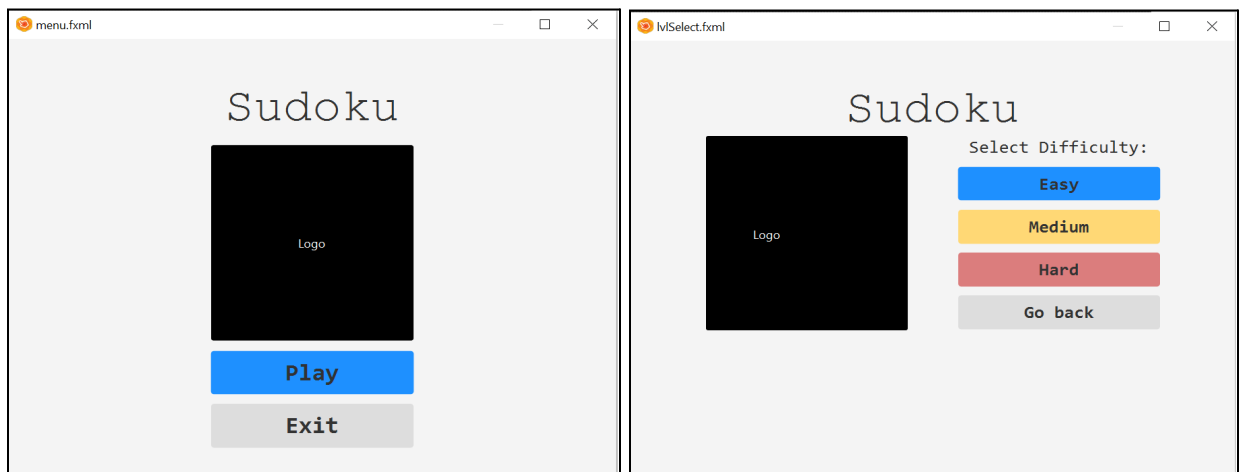 menu.fxml
Sudoku
Logo
Play
Exit
lvlSelect.fxml
Sudoku
Logo
Select Difficulty:
Easy
Medium
Hard
Go back